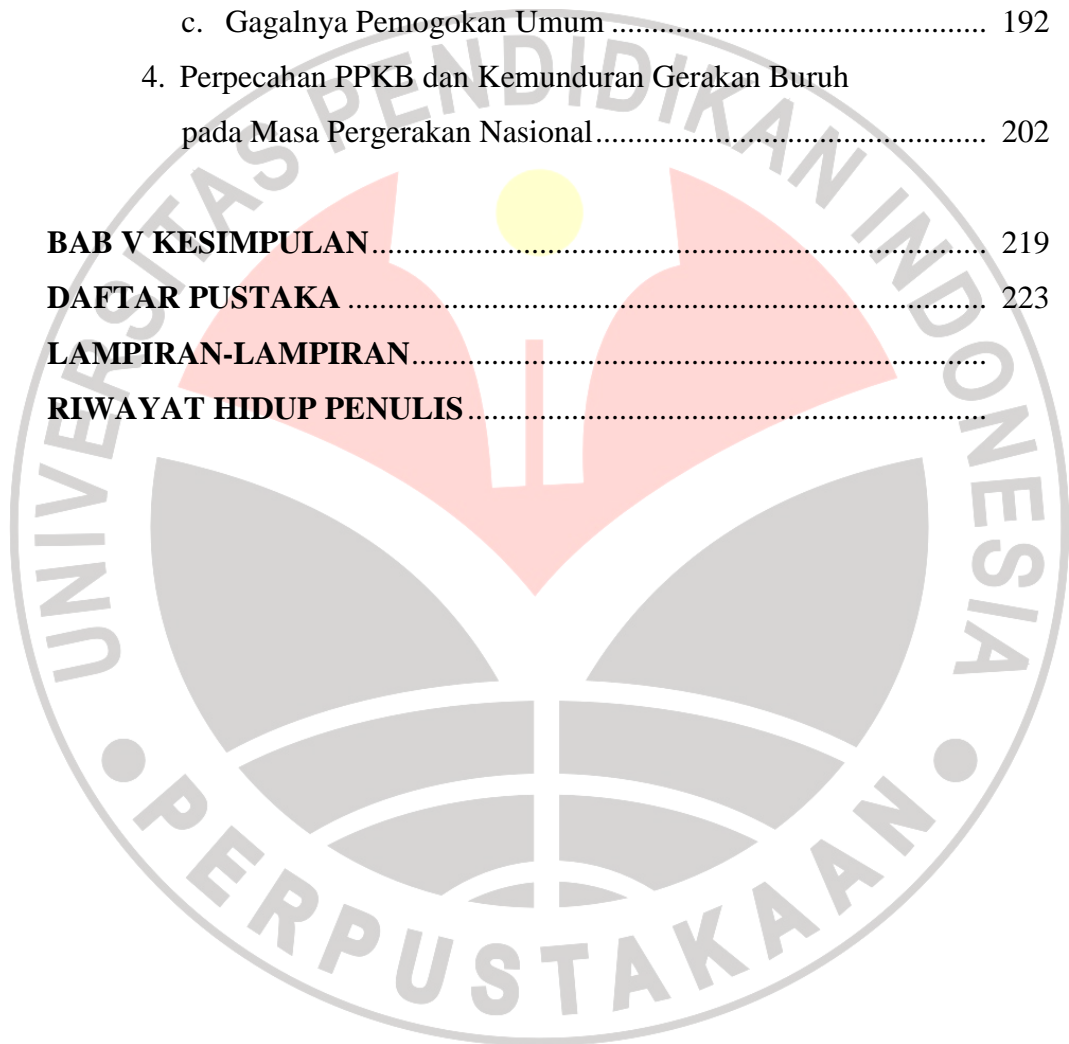 c. Gagalnya Pemogokan Umum ............................................. 192
4. Perpecahan PPKB dan Kemunduran Gerakan Buruh
pada Masa Pergerakan Nasional ............................................... 202
BAB V KESIMPULAN .......................................................................... 219
DAFTAR PUSTAKA ............................................................................. 223
LAMPIRAN-LAMPIRAN .....................................................................
RIWAYAT HIDUP PENULIS ..............................................................
UNIVERSITAS PENDIDIKAN INDONESIA
PERPUSTAKAAN